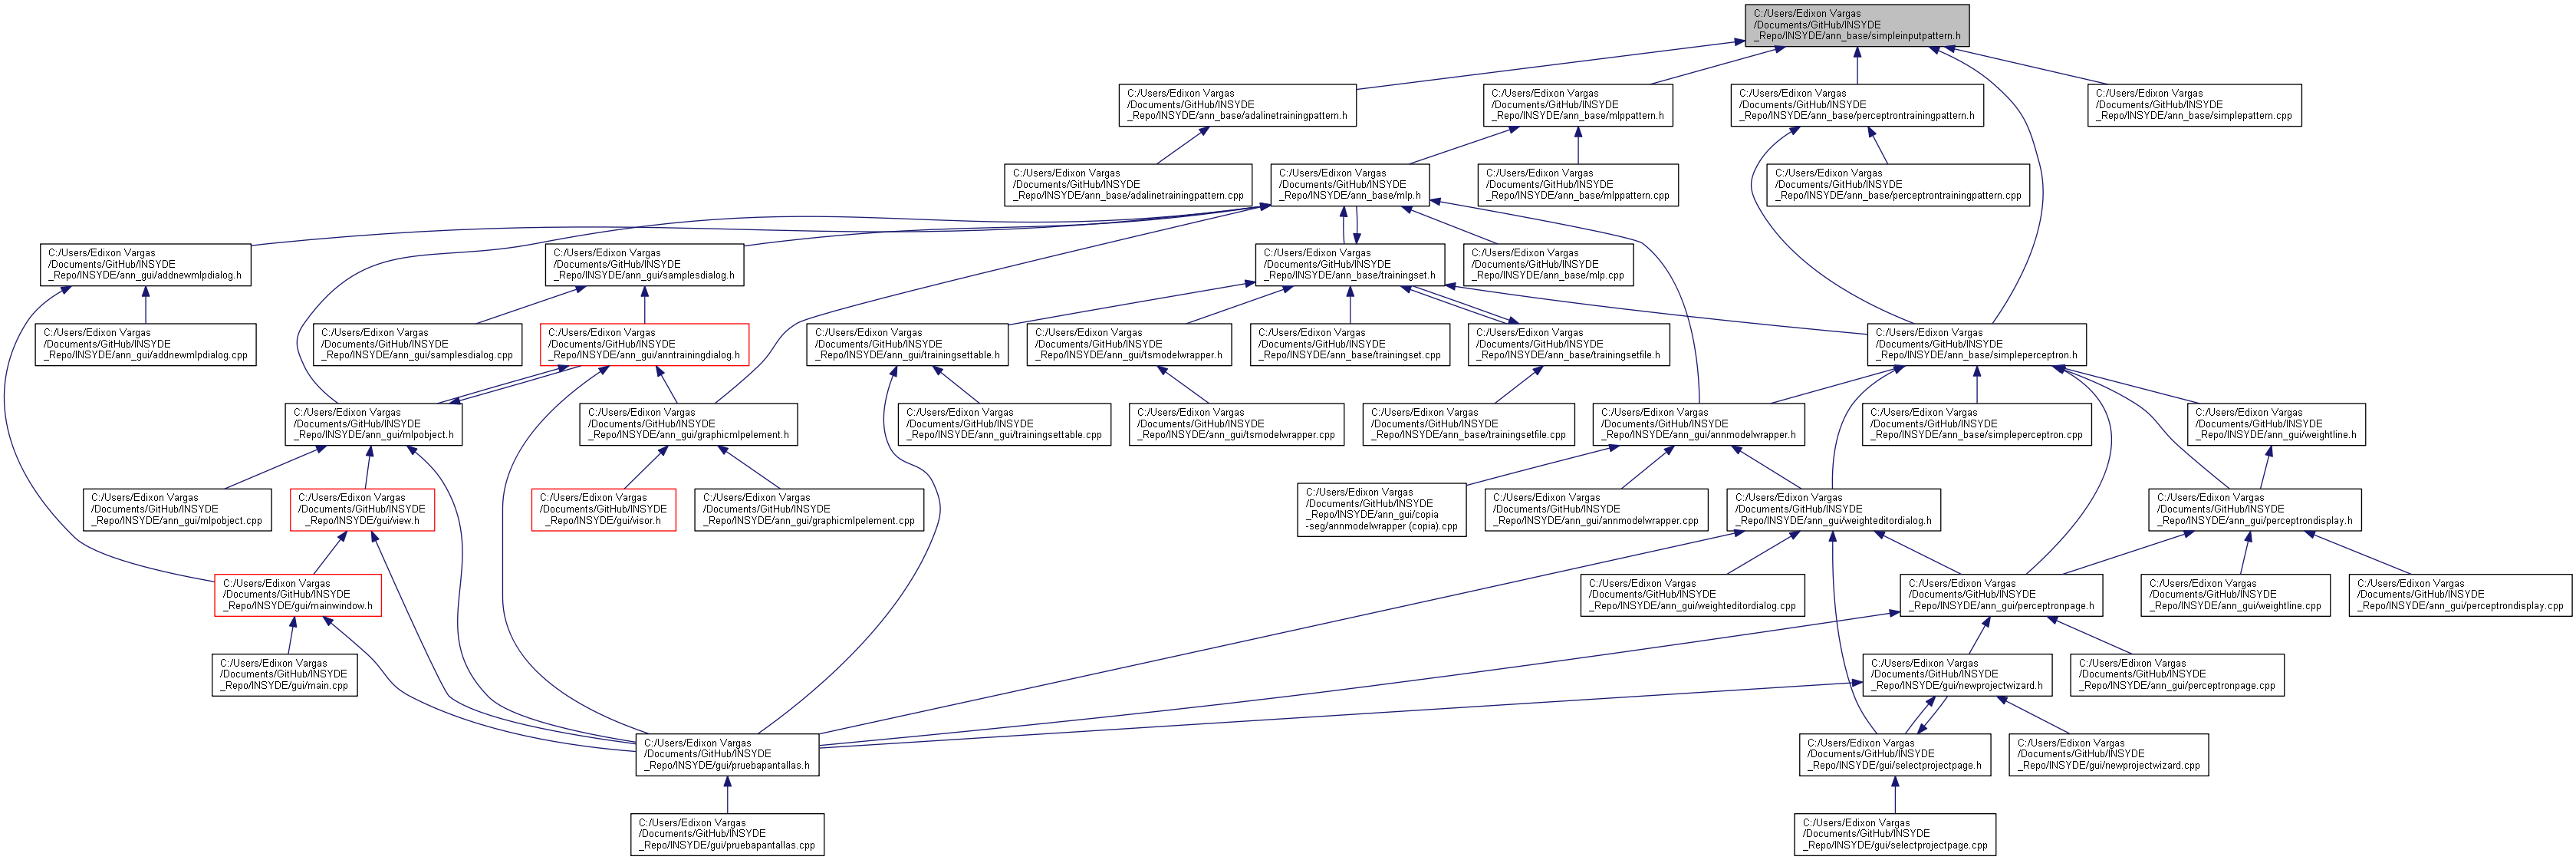 C:/Users/Edixon Vargas
/Documents/GitHub/INSYDE
_Repo/INSYDE/ann_base/simpleinputpattern.h
C:/Users/Edixon Vargas
/Documents/GitHub/INSYDE
_Repo/INSYDE/ann_base/adalinetrainingpattern.h
C:/Users/Edixon Vargas
/Documents/GitHub/INSYDE
_Repo/INSYDE/ann_base/mlppattern.h
C:/Users/Edixon Vargas
/Documents/GitHub/INSYDE
_Repo/INSYDE/ann_base/perceptrontrainingpattern.h
C:/Users/Edixon Vargas
/Documents/GitHub/INSYDE
_Repo/INSYDE/ann_base/simplepattern.cpp
C:/Users/Edixon Vargas
/Documents/GitHub/INSYDE
_Repo/INSYDE/ann_base/adalinetrainingpattern.cpp
C:/Users/Edixon Vargas
/Documents/GitHub/INSYDE
_Repo/INSYDE/ann_base/mlp.h
C:/Users/Edixon Vargas
/Documents/GitHub/INSYDE
_Repo/INSYDE/ann_base/mlppattern.cpp
C:/Users/Edixon Vargas
/Documents/GitHub/INSYDE
_Repo/INSYDE/ann_base/perceptrontrainingpattern.cpp
C:/Users/Edixon Vargas
/Documents/GitHub/INSYDE
_Repo/INSYDE/ann_gui/addnewmlpdialog.h
C:/Users/Edixon Vargas
/Documents/GitHub/INSYDE
_Repo/INSYDE/ann_gui/samplesdialog.h
C:/Users/Edixon Vargas
/Documents/GitHub/INSYDE
_Repo/INSYDE/ann_base/trainingset.h
C:/Users/Edixon Vargas
/Documents/GitHub/INSYDE
_Repo/INSYDE/ann_base/mlp.cpp
C:/Users/Edixon Vargas
/Documents/GitHub/INSYDE
_Repo/INSYDE/ann_gui/addnewmlpdialog.cpp
C:/Users/Edixon Vargas
/Documents/GitHub/INSYDE
_Repo/INSYDE/ann_gui/samplesdialog.cpp
C:/Users/Edixon Vargas
/Documents/GitHub/INSYDE
_Repo/INSYDE/ann_gui/anntrainingdialog.h
C:/Users/Edixon Vargas
/Documents/GitHub/INSYDE
_Repo/INSYDE/ann_gui/trainingsettable.h
C:/Users/Edixon Vargas
/Documents/GitHub/INSYDE
_Repo/INSYDE/ann_gui/tsmodelwrapper.h
C:/Users/Edixon Vargas
/Documents/GitHub/INSYDE
_Repo/INSYDE/ann_base/trainingset.cpp
C:/Users/Edixon Vargas
/Documents/GitHub/INSYDE
_Repo/INSYDE/ann_base/trainingsetfile.h
C:/Users/Edixon Vargas
/Documents/GitHub/INSYDE
_Repo/INSYDE/ann_base/simpleperceptron.h
C:/Users/Edixon Vargas
/Documents/GitHub/INSYDE
_Repo/INSYDE/ann_gui/mlpobject.h
C:/Users/Edixon Vargas
/Documents/GitHub/INSYDE
_Repo/INSYDE/ann_gui/graphicmlpelement.h
C:/Users/Edixon Vargas
/Documents/GitHub/INSYDE
_Repo/INSYDE/ann_gui/trainingsettable.cpp
C:/Users/Edixon Vargas
/Documents/GitHub/INSYDE
_Repo/INSYDE/ann_gui/tsmodelwrapper.cpp
C:/Users/Edixon Vargas
/Documents/GitHub/INSYDE
_Repo/INSYDE/ann_base/trainingsetfile.cpp
C:/Users/Edixon Vargas
/Documents/GitHub/INSYDE
_Repo/INSYDE/ann_gui/annmodelwrapper.h
C:/Users/Edixon Vargas
/Documents/GitHub/INSYDE
_Repo/INSYDE/ann_base/simpleperceptron.cpp
C:/Users/Edixon Vargas
/Documents/GitHub/INSYDE
_Repo/INSYDE/ann_gui/weightline.h
C:/Users/Edixon Vargas
/Documents/GitHub/INSYDE
_Repo/INSYDE/ann_gui/mlpobject.cpp
C:/Users/Edixon Vargas
/Documents/GitHub/INSYDE
_Repo/INSYDE/gui/view.h
C:/Users/Edixon Vargas
/Documents/GitHub/INSYDE
_Repo/INSYDE/gui/visor.h
C:/Users/Edixon Vargas
/Documents/GitHub/INSYDE
_Repo/INSYDE/ann_gui/graphicmlpelement.cpp
C:/Users/Edixon Vargas
/Documents/GitHub/INSYDE
_Repo/INSYDE/ann_gui/copia
-seg/annmodelwrapper (copia).cpp
C:/Users/Edixon Vargas
/Documents/GitHub/INSYDE
_Repo/INSYDE/ann_gui/annmodelwrapper.cpp
C:/Users/Edixon Vargas
/Documents/GitHub/INSYDE
_Repo/INSYDE/ann_gui/weighteditordialog.h
C:/Users/Edixon Vargas
/Documents/GitHub/INSYDE
_Repo/INSYDE/ann_gui/perceptrondisplay.h
C:/Users/Edixon Vargas
/Documents/GitHub/INSYDE
_Repo/INSYDE/gui/mainwindow.h
C:/Users/Edixon Vargas
/Documents/GitHub/INSYDE
_Repo/INSYDE/ann_gui/weighteditordialog.cpp
C:/Users/Edixon Vargas
/Documents/GitHub/INSYDE
_Repo/INSYDE/ann_gui/perceptronpage.h
C:/Users/Edixon Vargas
/Documents/GitHub/INSYDE
_Repo/INSYDE/ann_gui/weightline.cpp
C:/Users/Edixon Vargas
/Documents/GitHub/INSYDE
_Repo/INSYDE/ann_gui/perceptrondisplay.cpp
C:/Users/Edixon Vargas
/Documents/GitHub/INSYDE
_Repo/INSYDE/gui/main.cpp
C:/Users/Edixon Vargas
/Documents/GitHub/INSYDE
_Repo/INSYDE/gui/newprojectwizard.h
C:/Users/Edixon Vargas
/Documents/GitHub/INSYDE
_Repo/INSYDE/ann_gui/perceptronpage.cpp
C:/Users/Edixon Vargas
/Documents/GitHub/INSYDE
_Repo/INSYDE/gui/pruebapantallas.h
C:/Users/Edixon Vargas
/Documents/GitHub/INSYDE
_Repo/INSYDE/gui/selectprojectpage.h
C:/Users/Edixon Vargas
/Documents/GitHub/INSYDE
_Repo/INSYDE/gui/newprojectwizard.cpp
C:/Users/Edixon Vargas
/Documents/GitHub/INSYDE
_Repo/INSYDE/gui/pruebapantallas.cpp
C:/Users/Edixon Vargas
/Documents/GitHub/INSYDE
_Repo/INSYDE/gui/selectprojectpage.cpp